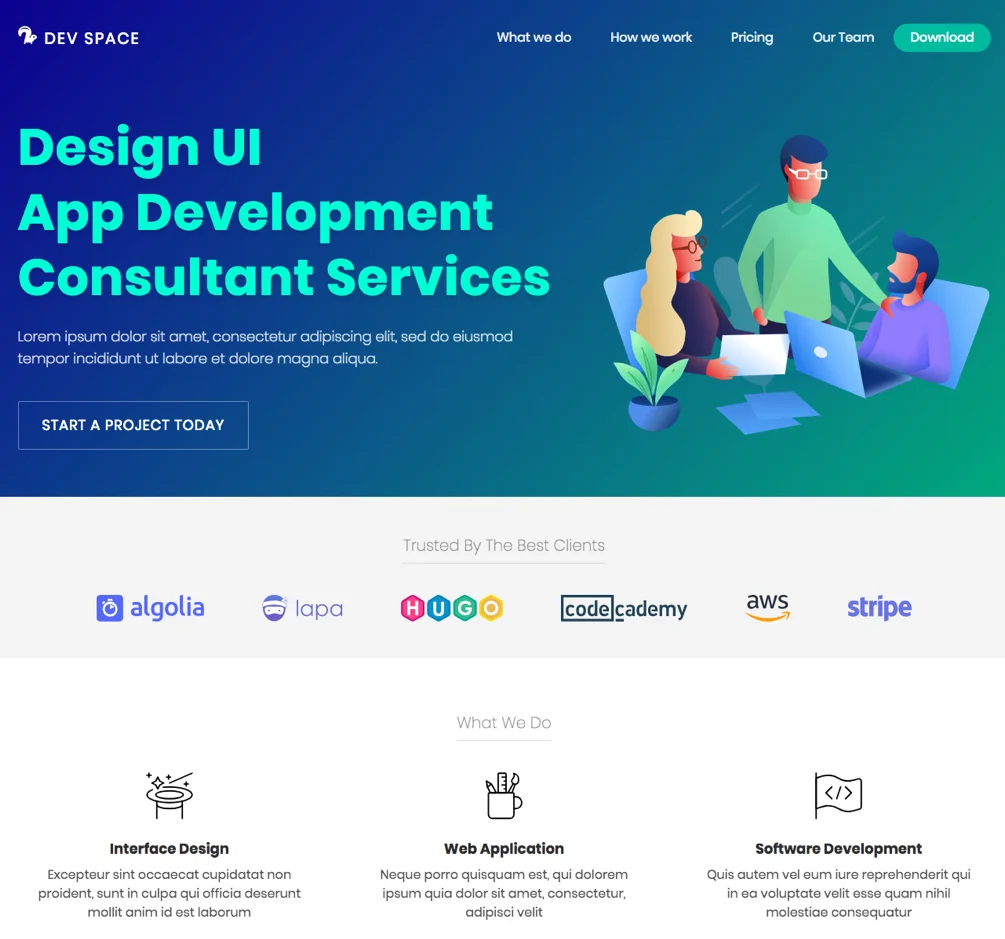 DEV SPACE
What we do
How we work
Pricing
Our Team
Download
Design UI
App Development
Consultant Services
Lorem ipsum dolor sit amet, consectetur adipiscing elit, sed do eiusmod
tempor incididunt ut labore et dolore magna aliqua.
START A PROJECT TODAY
Trusted By The Best Clients
algolia
lapa
HUGO
codecademy
aws
stripe
What We Do
</>
Interface Design
Excepteur sint occaecat cupidatat non
proident, sunt in culpa qui officia deserunt
mollit anim id est laborum
Web Application
Neque porro quisquam est, qui dolorem
ipsum quia dolor sit amet, consectetur,
adipisci velit
Software Development
Quis autem vel eum iure reprehenderit qui
in ea voluptate velit esse quam nihil
molestiae consequatur